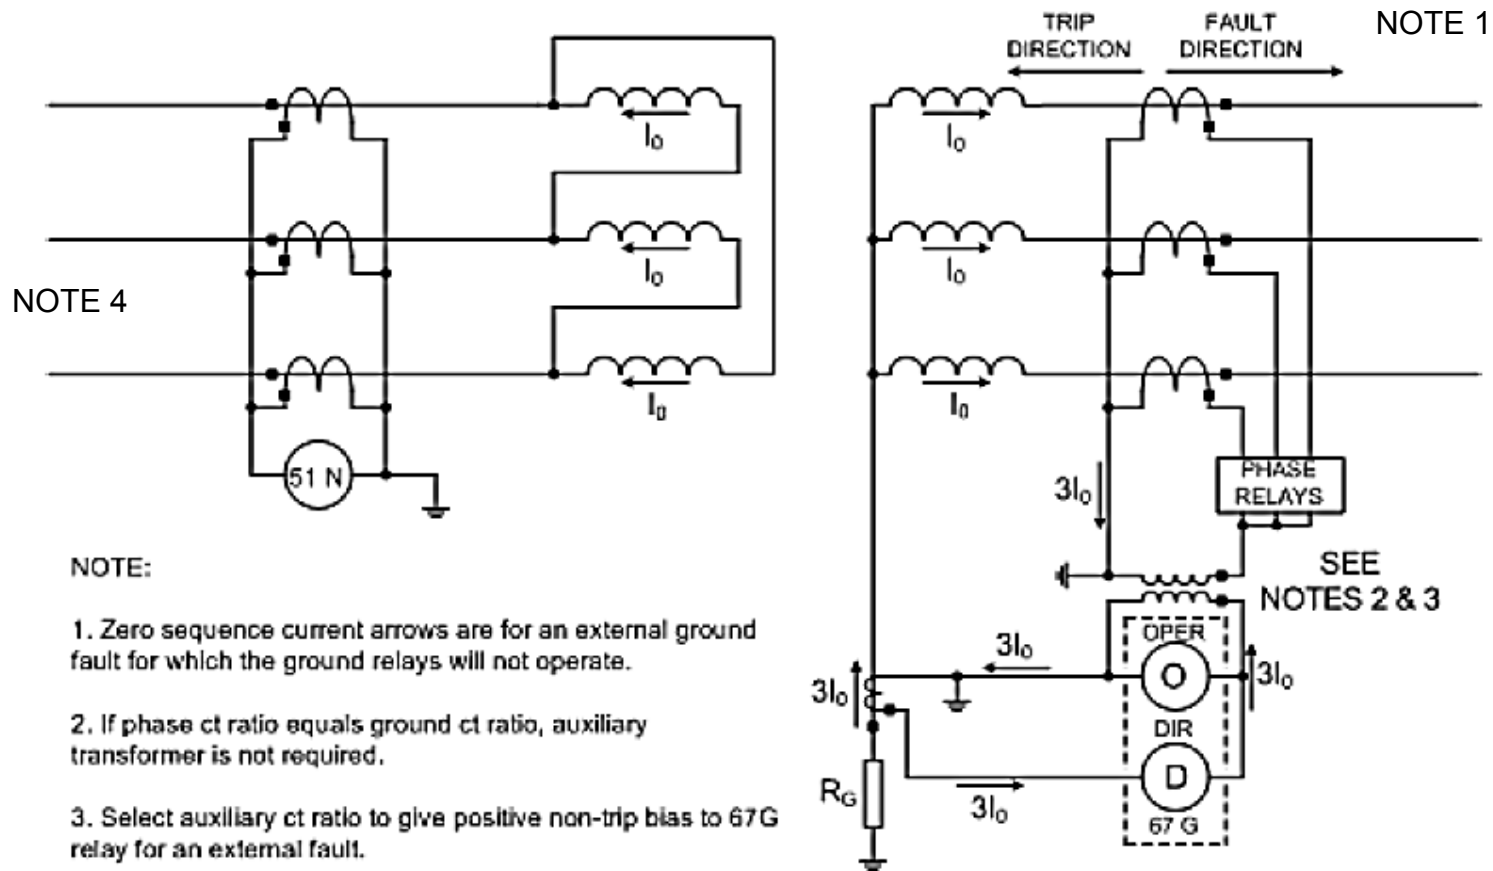 TRIP DIRECTION
FAULT DIRECTION
NOTE 1
I0
I0
I0
I0
I0
I0
NOTE 4
51 N
3I0
PHASE
RELAYS
SEE
NOTES 2 & 3
OPER
O
DIR
D
67 G
3I0
3I0
3I0
3I0
RG
NOTE:
1. Zero sequence current arrows are for an external ground
fault for which the ground relays will not operate.
2. If phase ct ratio equals ground ct ratio, auxiliary
transformer is not required.
3. Select auxiliary ct ratio to give positive non-trip bias to 67G
relay for an external fault.